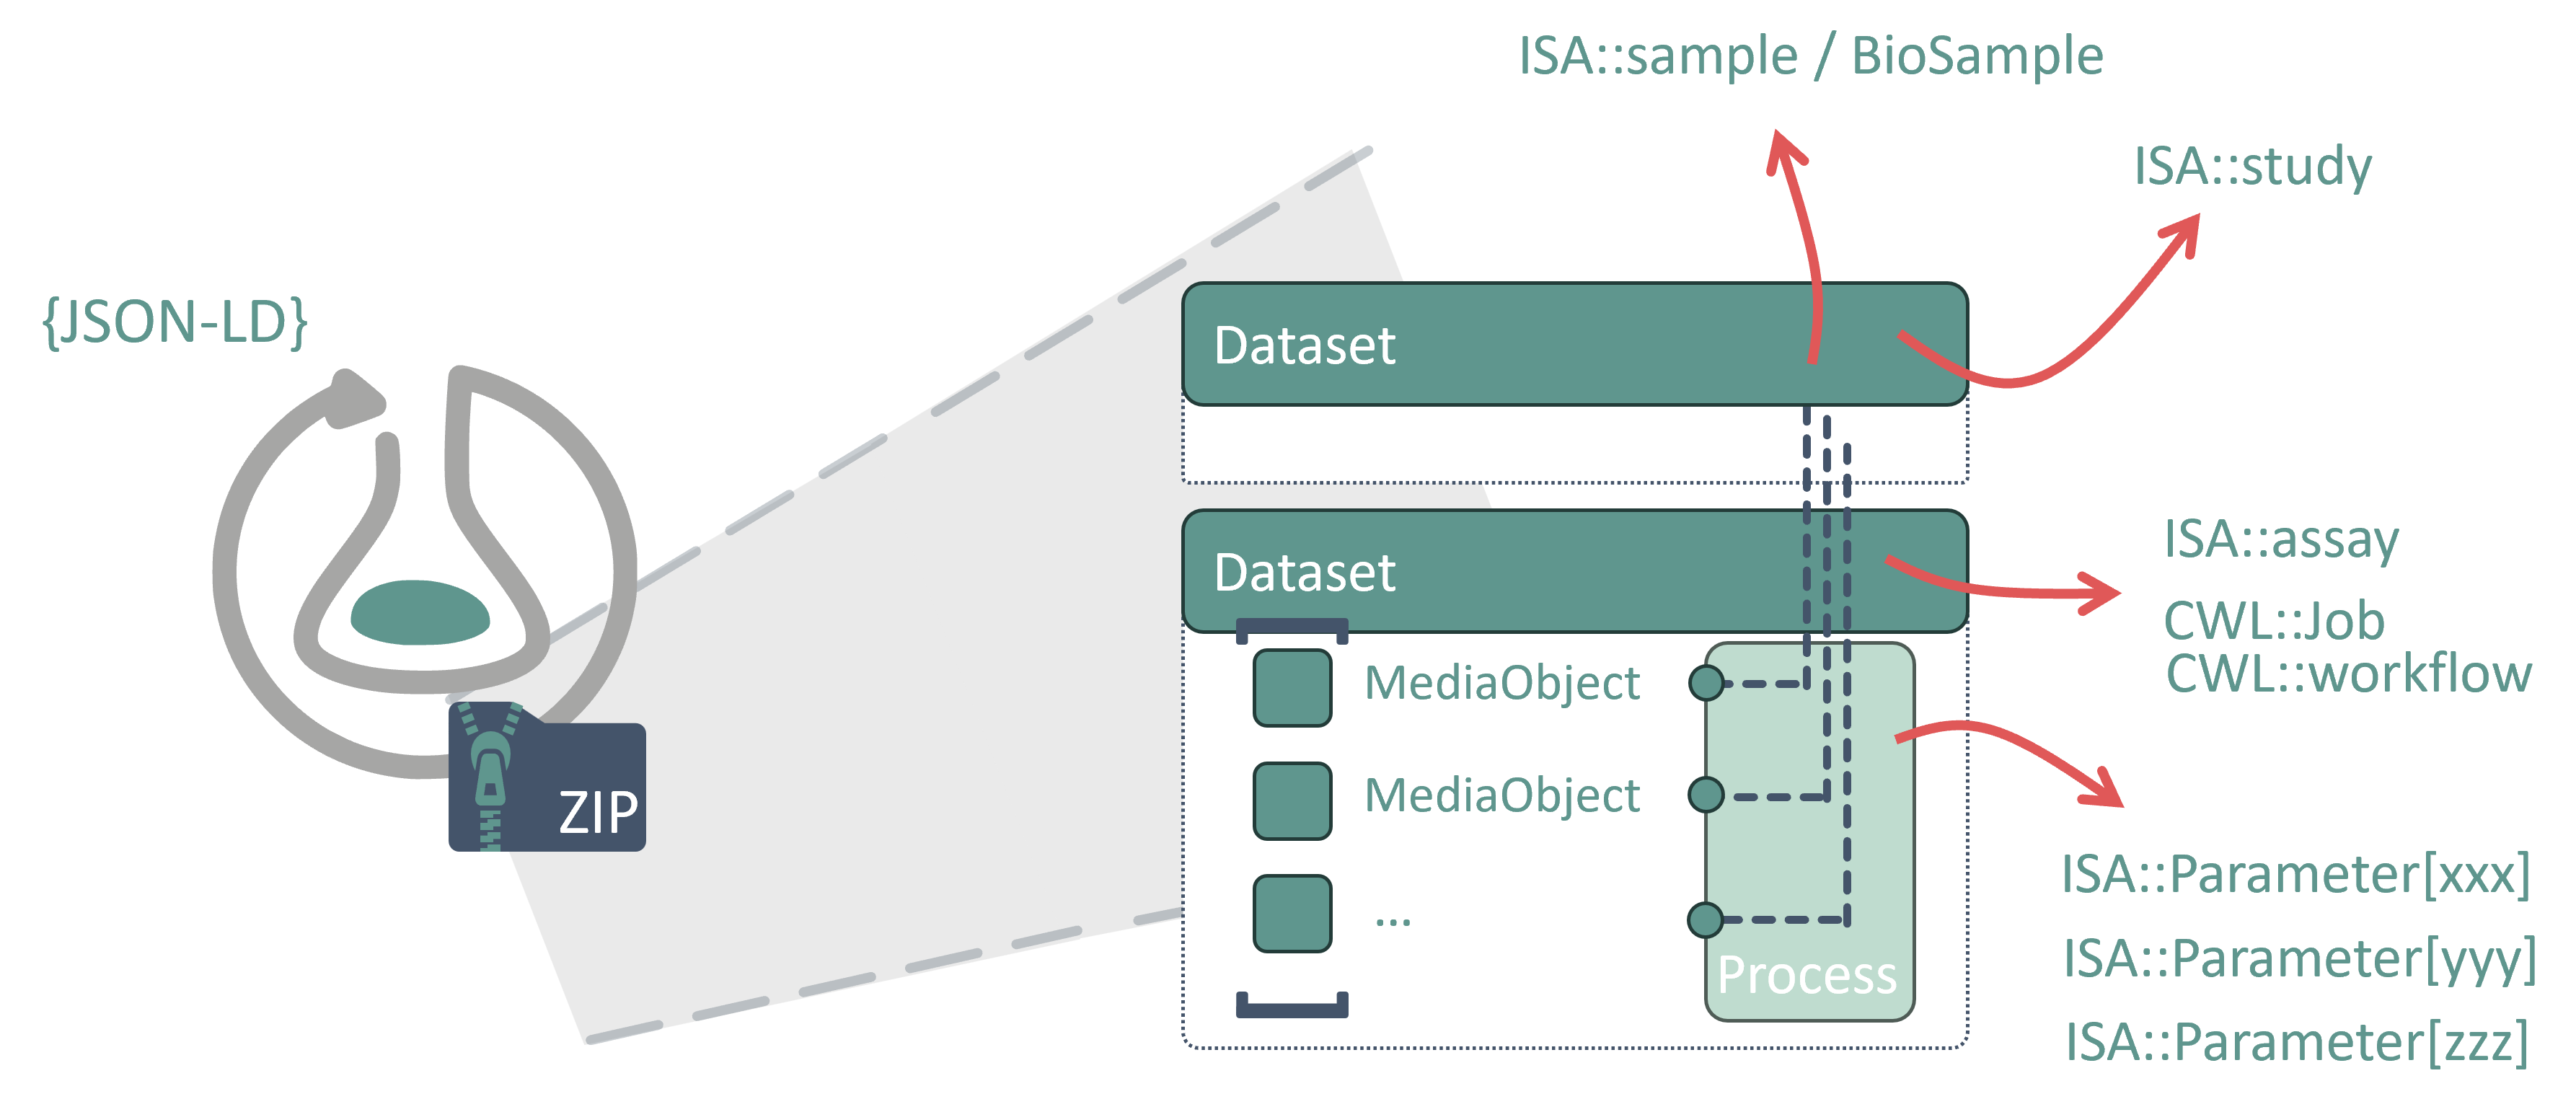 ISA::sample / BioSample
ISA::study
{JSON-LD}
Dataset
Dataset
ISA::assay
CWL::Job
CWL::workflow
MediaObject
MediaObject
...
ZIP
Process
ISA::Parameter[xxx]
ISA::Parameter[yyy]
ISA::Parameter[zzz]